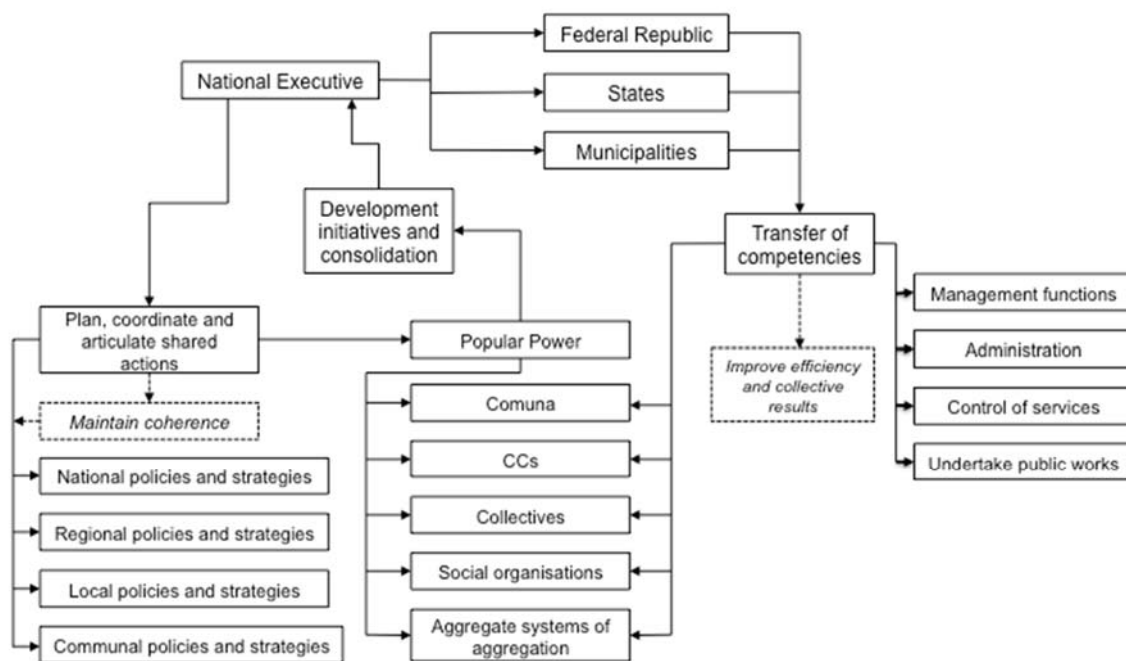 Federal Republic
National Executive
States
Municipalities
Development
initiatives and
consolidation
Transfer of
competencies
Management functions
Plan, coordinate and
articulate shared
actions
Popular Power
Administration
Improve efficiency
and collective
results
Comuna
Maintain coherence
Control of services
CCs
Undertake public works
National policies and strategies
Collectives
Regional policies and strategies
Social organisations
Local policies and strategies
Aggregate systems of
aggregation
Communal policies and strategies